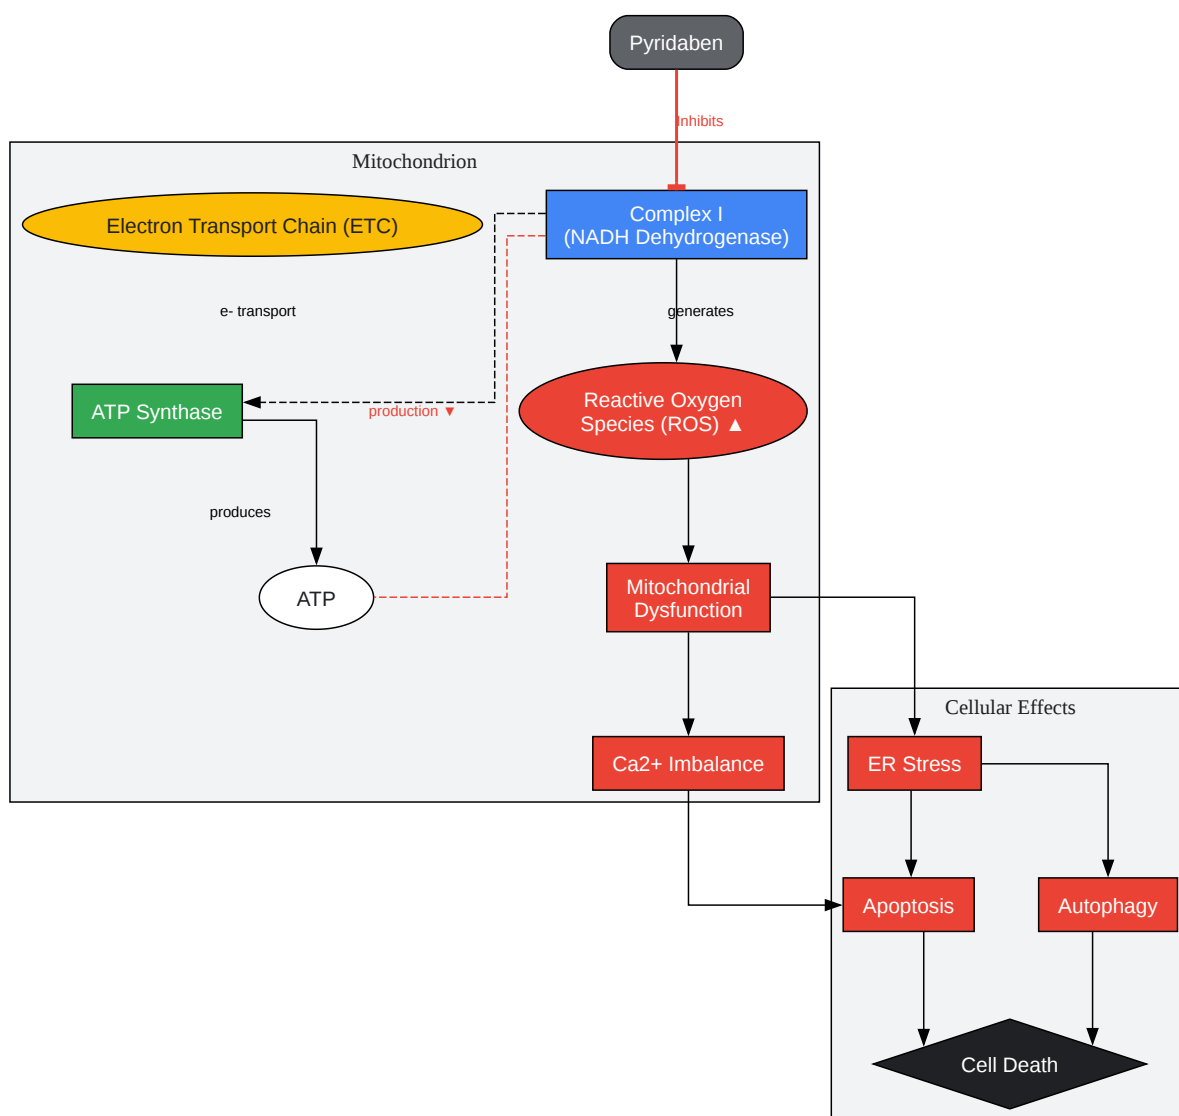 Pyridaben
Inhibits
Mitochondrion
Electron Transport Chain (ETC)
Complex I
(NADH Dehydrogenase)
e- transport
generates
ATP Synthase
production ▼
Reactive Oxygen
Species (ROS) ▲
produces
ATP
Mitochondrial
Dysfunction
Cellular Effects
Ca2+ Imbalance
ER Stress
Apoptosis
Autophagy
Cell Death